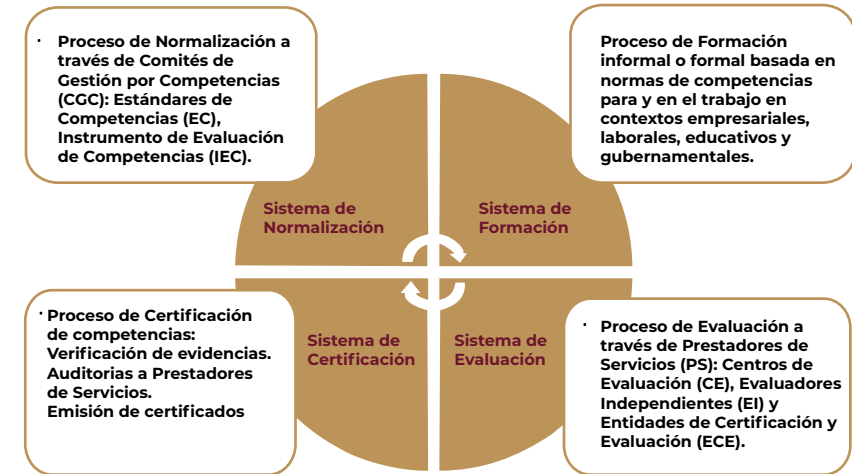 · Proceso de Normalización a
través de Comités de
Gestión por Competencias
(CGC): Estándares de
Competencias (EC),
Instrumento de Evaluación
de Competencias (IEC).
Proceso de Formación
informal o formal basada en
normas de competencias
para y en el trabajo en
contextos empresariales,
laborales, educativos y
gubernamentales.
Sistema de
Normalización
Sistema de
Formación
Sistema de
Certificación
Sistema de
Evaluación
· Proceso de Certificación
de competencias:
Verificación de evidencias.
Auditorias a Prestadores
de Servicios.
Emisión de certificados
· Proceso de Evaluación a
través de Prestadores de
Servicios (PS): Centros de
Evaluación (CE), Evaluadores
Independientes (EI) y
Entidades de Certificación y
Evaluación (ECE).